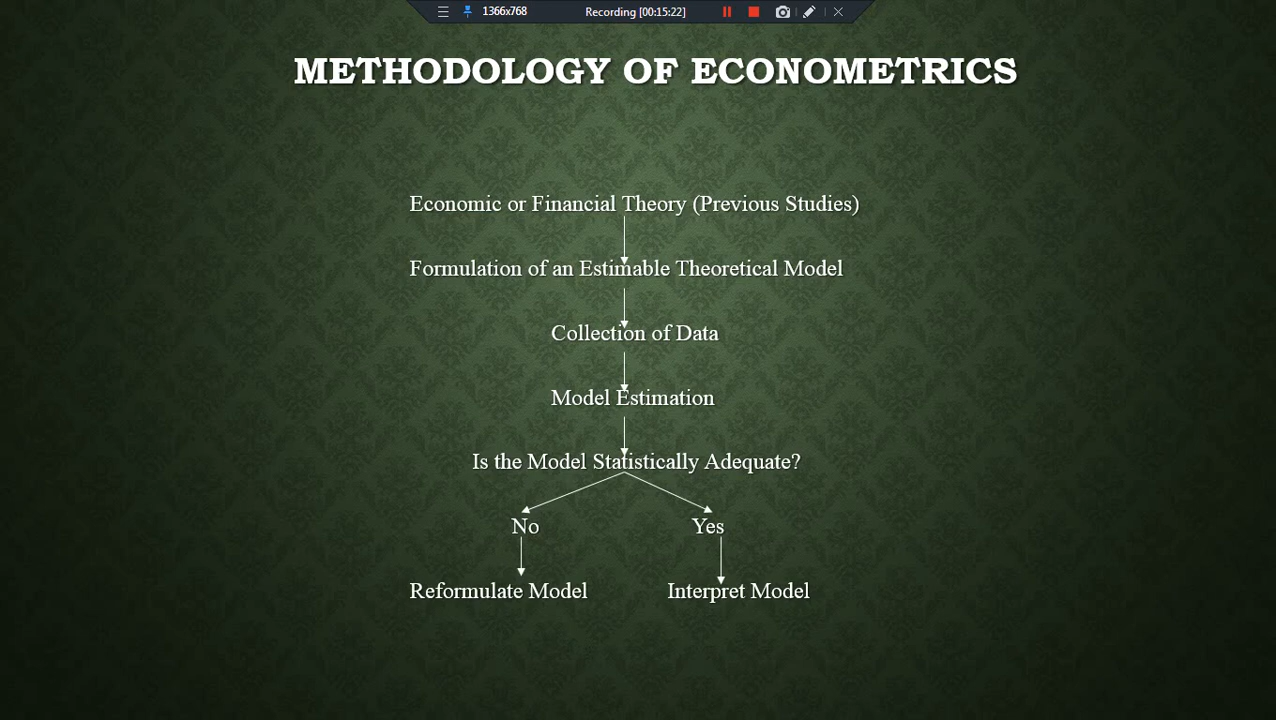 1366x768 Recording [00:15:22]
METHODOLOGY OF ECONOMETRICS
Economic or Financial Theory (Previous Studies)
Formulation of an Estimable Theoretical Model
Collection of Data
Model Estimation
Is the Model Statistically Adequate?
No Yes
Reformulate Model Interpret Model